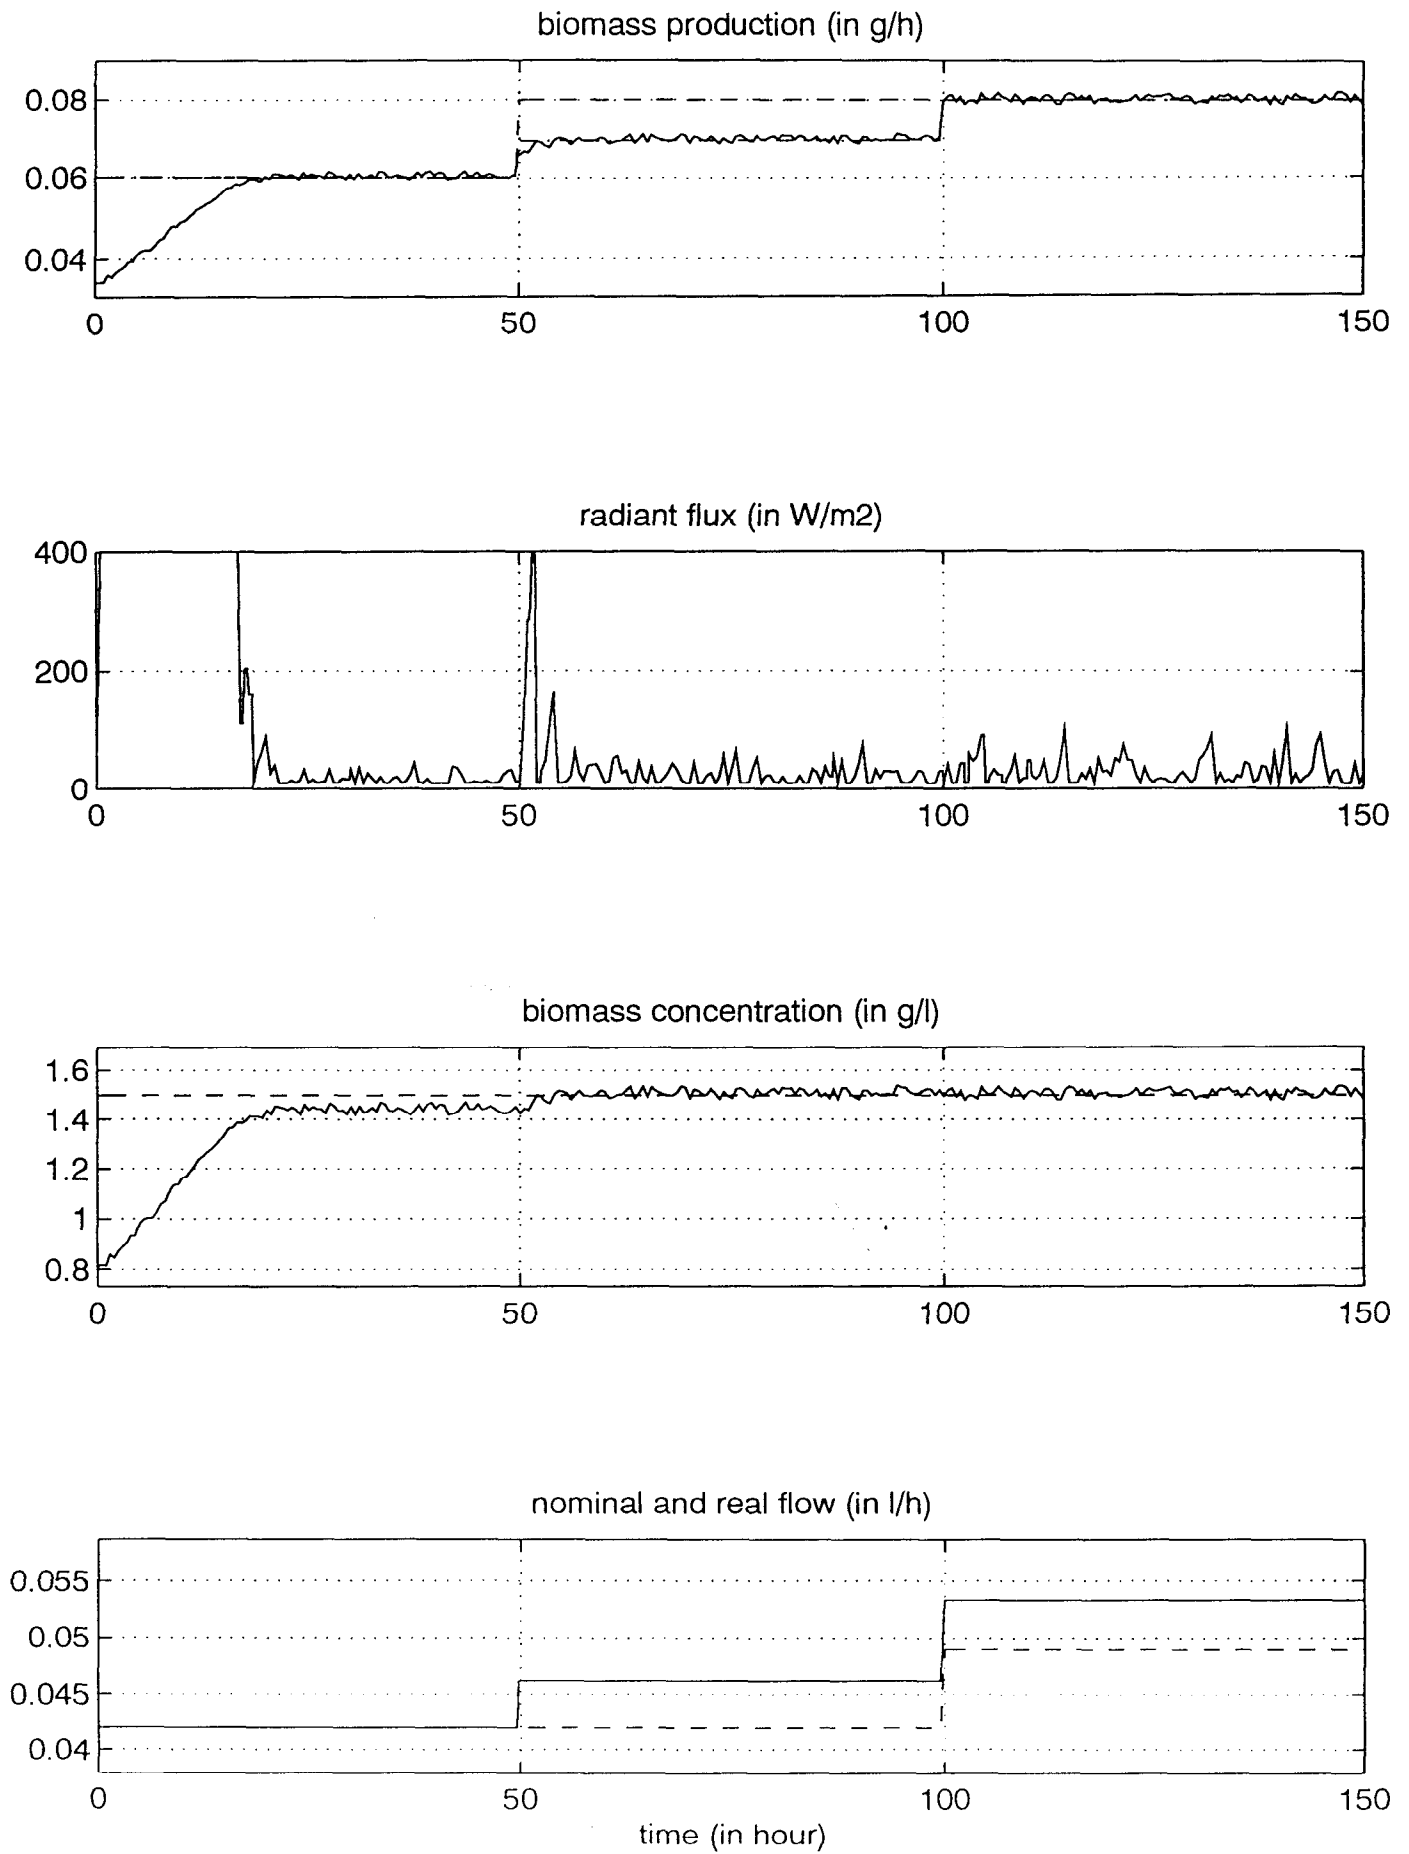 biomass production (in g/h)
0.08
0.06
0.04
0 50 100 150
radiant flux (in W/m2)
400
200
0
0 50 100 150
biomass concentration (in g/l)
1.6
1.4
1.2
1
0.8
0 50 100 150
nominal and real flow (in l/h)
0.055
0.05
0.045
0.04
0 50 100 150
time (in hour)